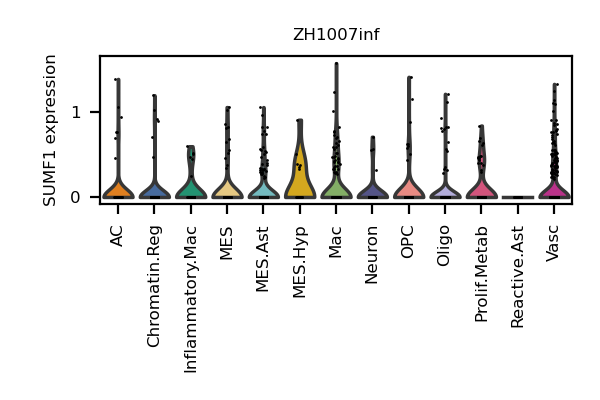 ZH1007inf
SUMF1 expression
1
0
AC
Chromatin.Reg
Inflammatory.Mac
MES
MES.Ast
MES.Hyp
Mac
Neuron
OPC
Oligo
Prolif.Metab
Reactive.Ast
Vasc